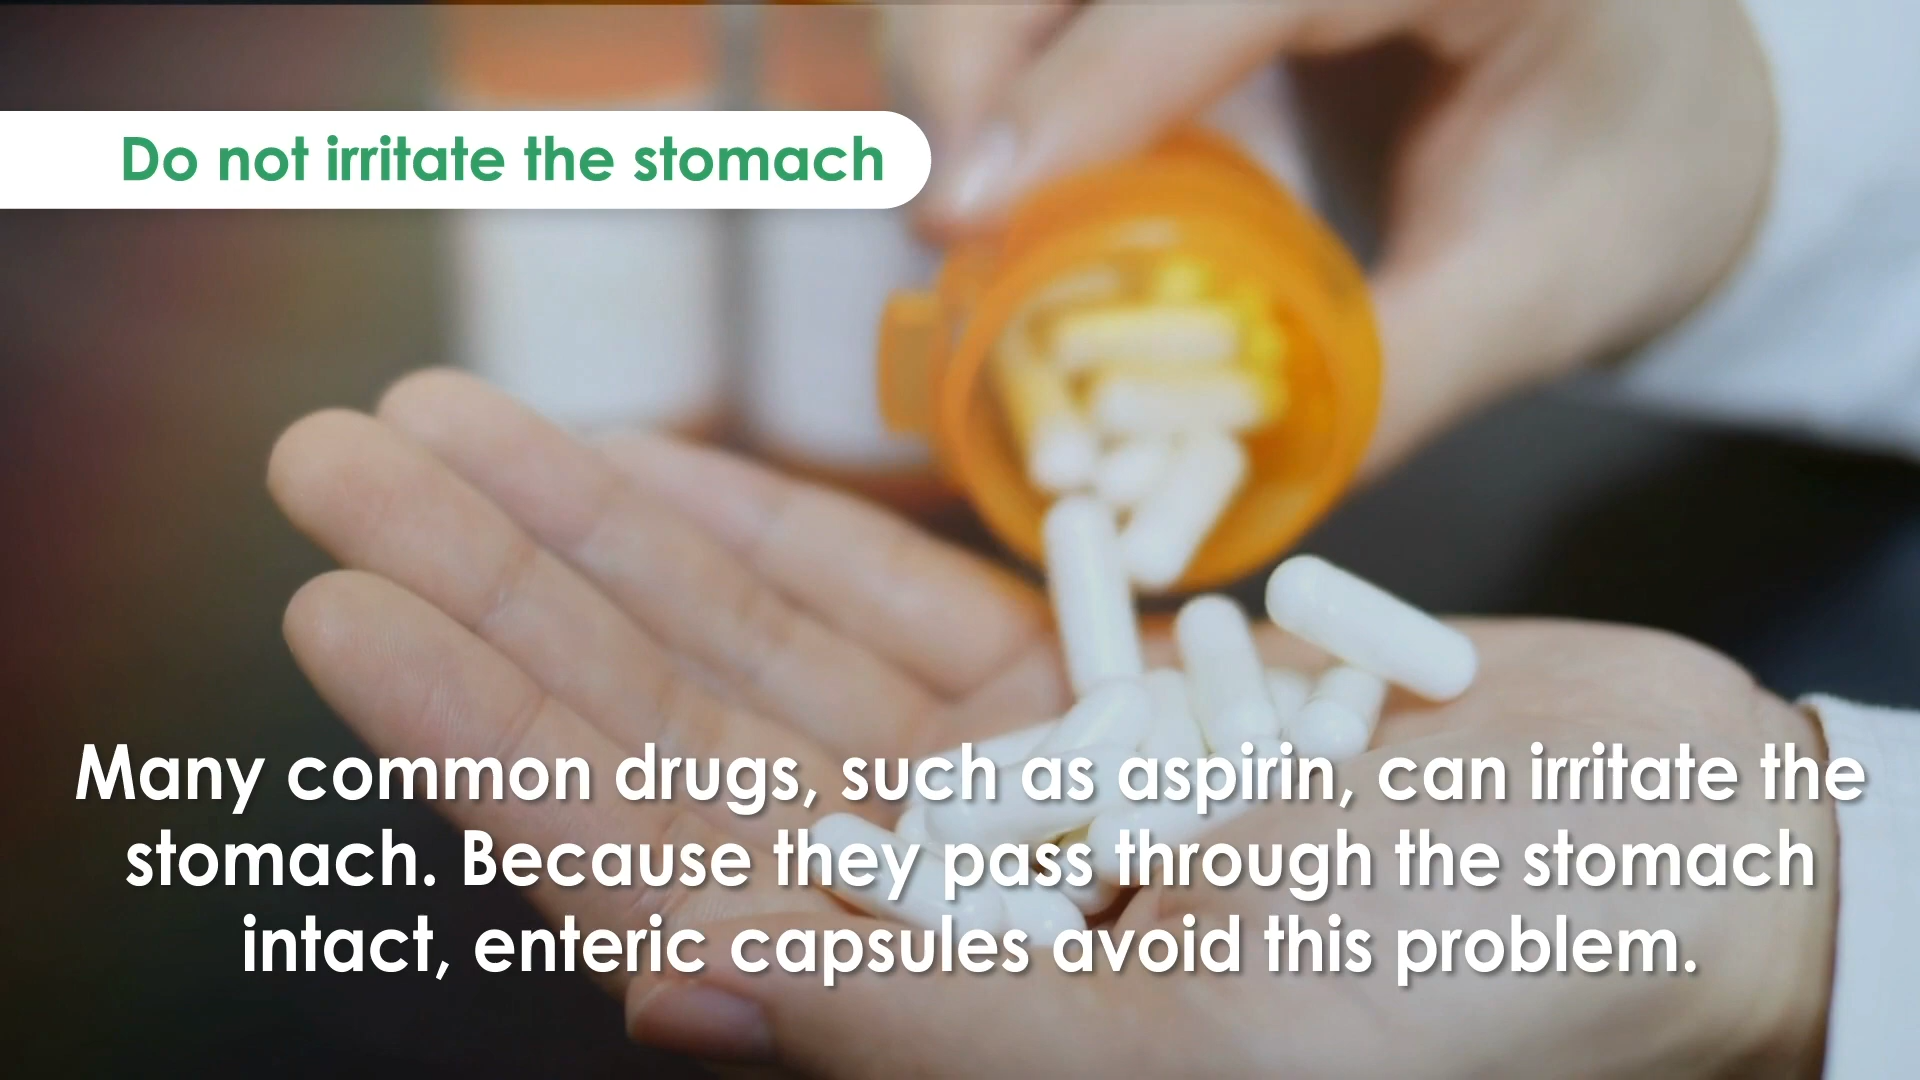 Do not irritate the stomach
Many common drugs, such as aspirin, can irritate the
stomach. Because they pass through the stomach
intact, enteric capsules avoid this problem.